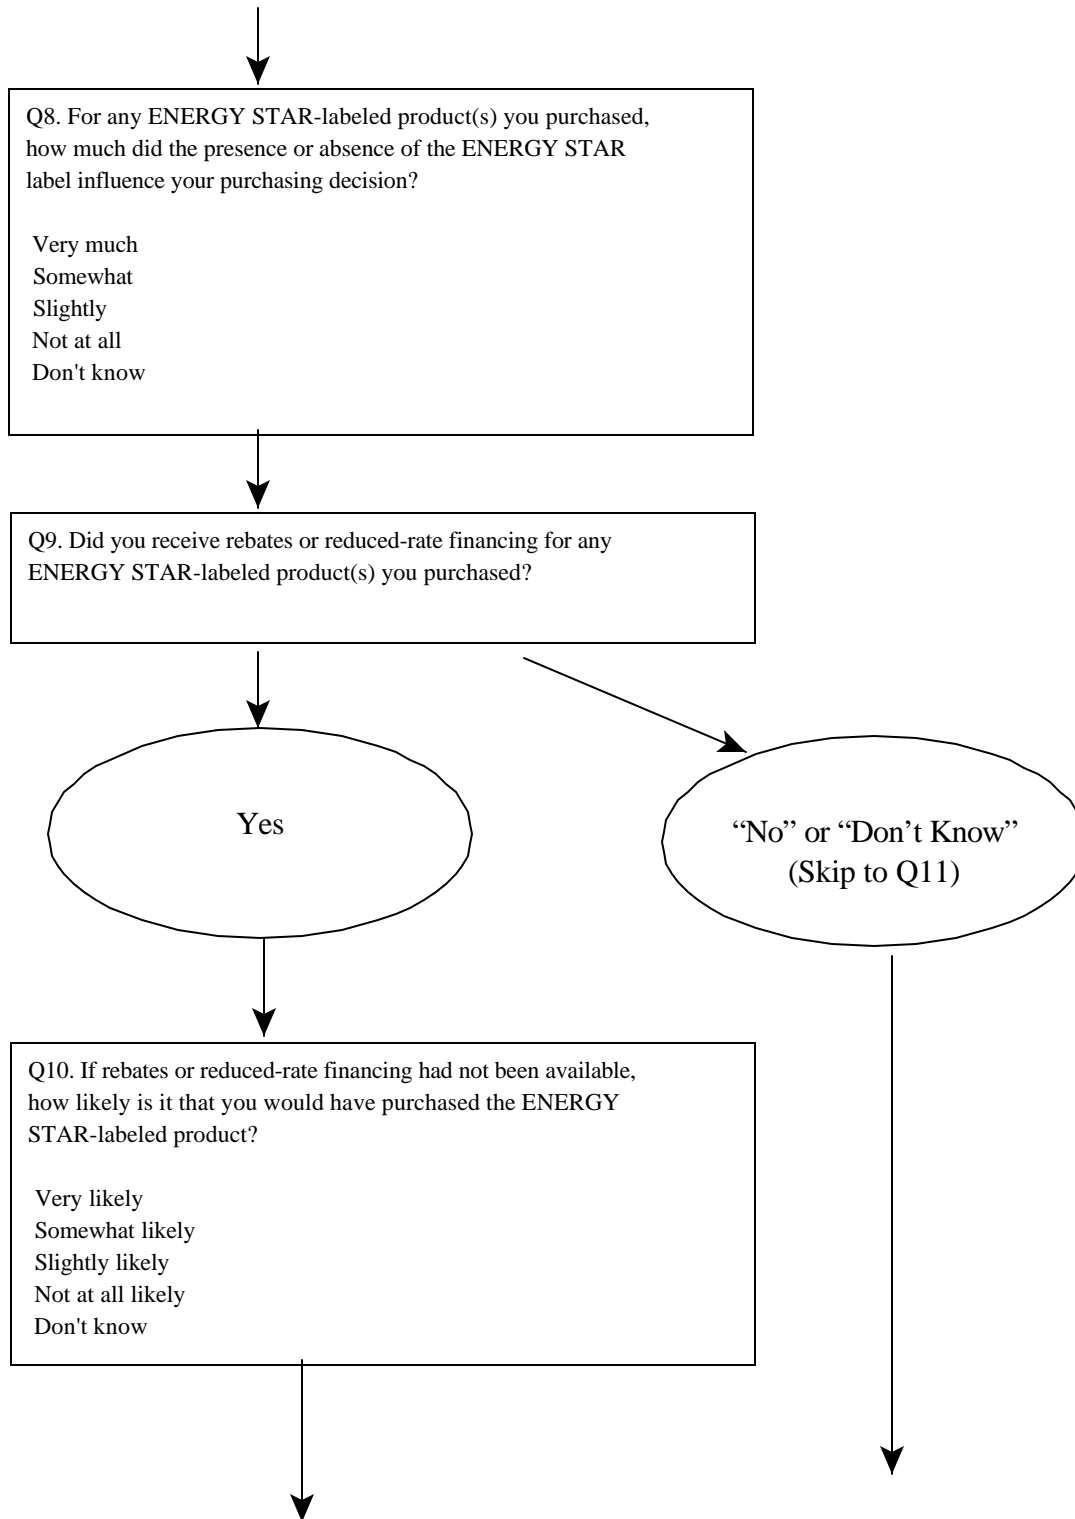 Q8. For any ENERGY STAR-labeled product(s) you purchased,
how much did the presence or absence of the ENERGY STAR
label influence your purchasing decision?
Very much
Somewhat
Slightly
Not at all
Don't know
Q9. Did you receive rebates or reduced-rate financing for any
ENERGY STAR-labeled product(s) you purchased?
Yes
“No” or “Don’t Know”
(Skip to Q11)
Q10. If rebates or reduced-rate financing had not been available,
how likely is it that you would have purchased the ENERGY
STAR-labeled product?
Very likely
Somewhat likely
Slightly likely
Not at all likely
Don't know